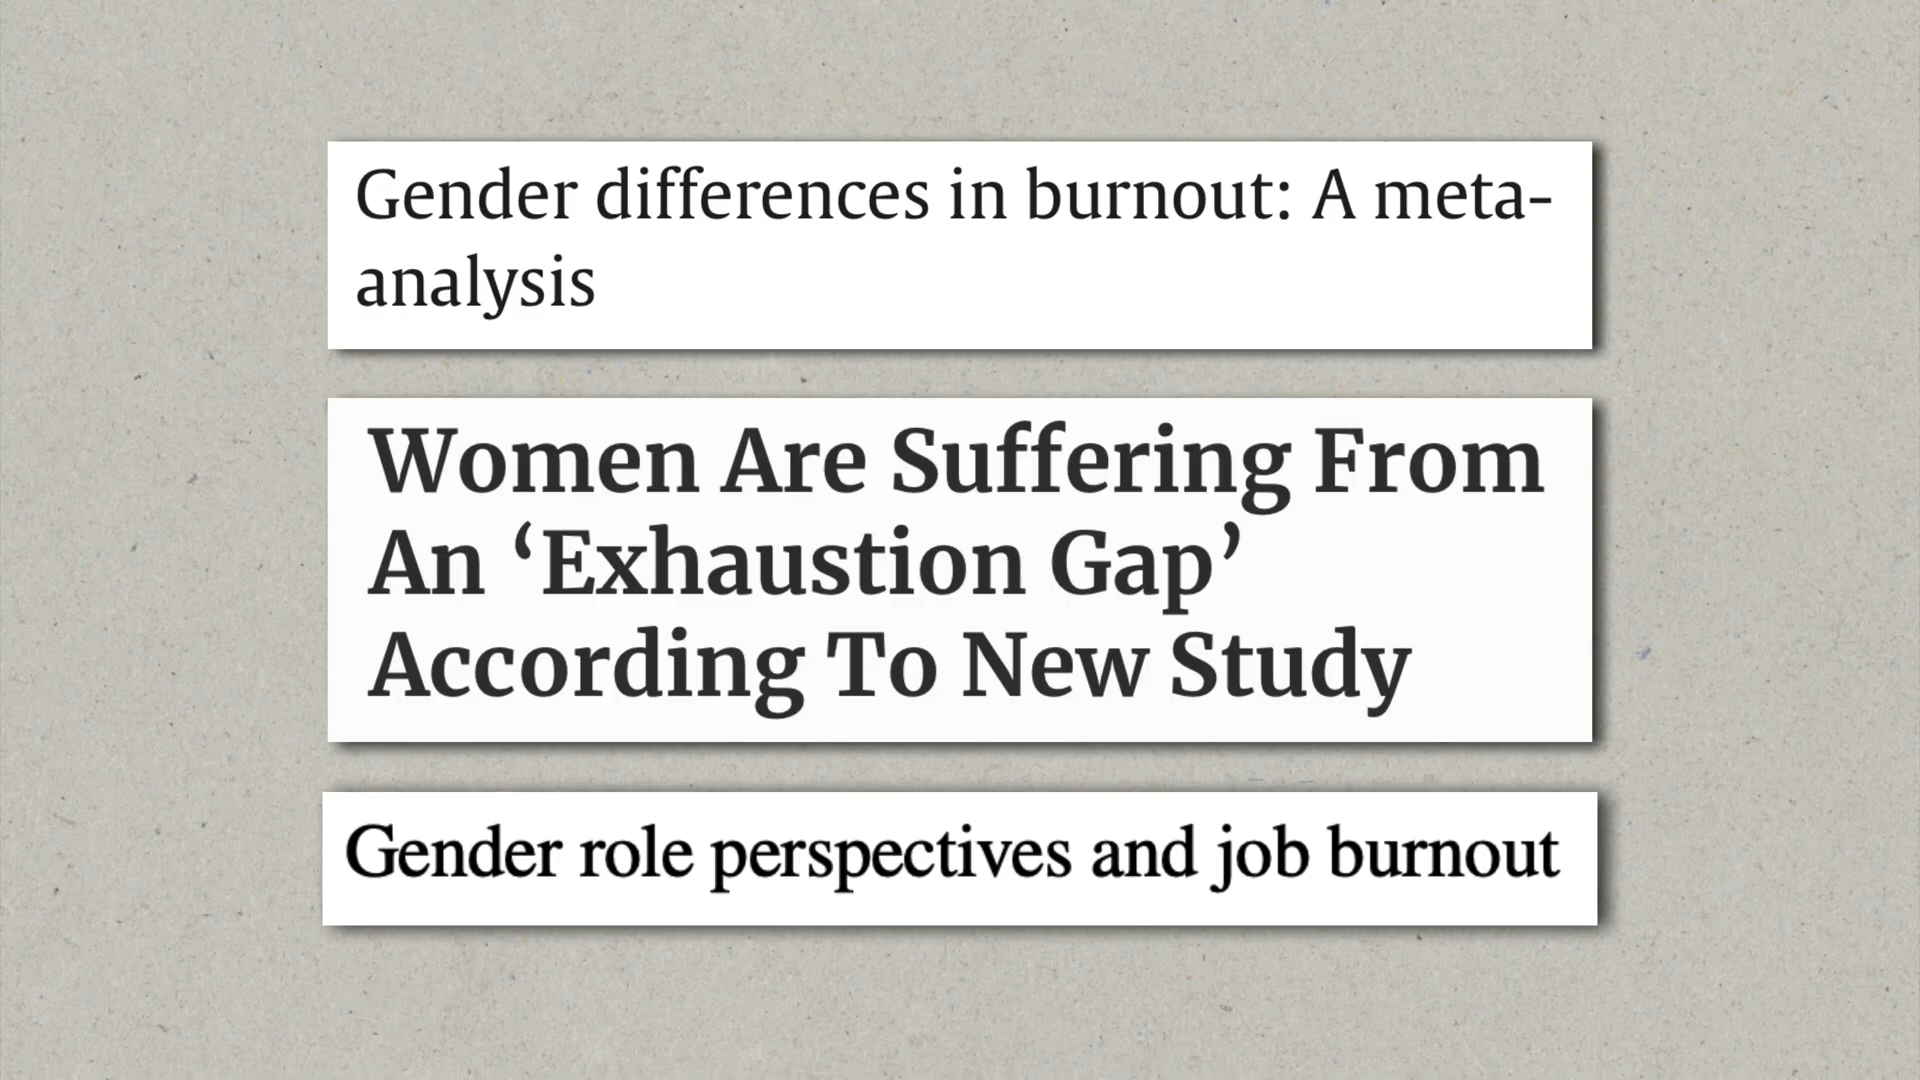 Gender differences in burnout: A meta-
analysis
Women Are Suffering From
An ‘Exhaustion Gap’
According To New Study
Gender role perspectives and job burnout